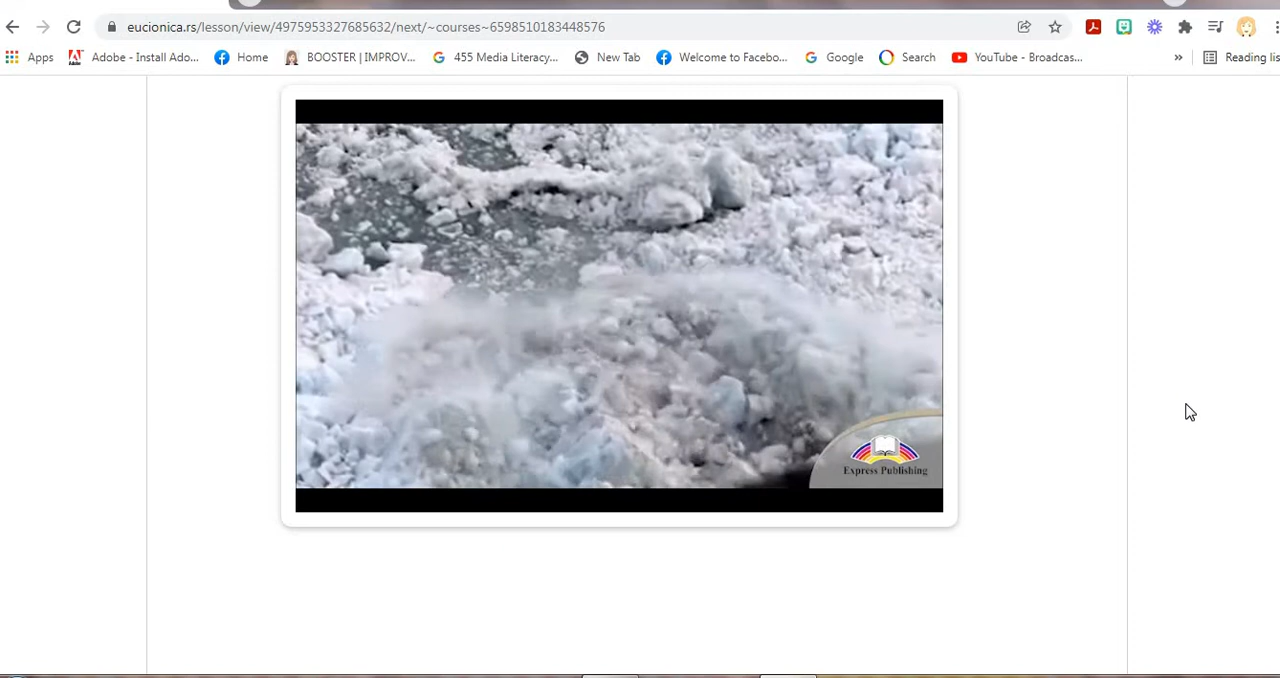 eucionica.rs/lesson/view/4975953327685632/next/~courses~6598510183448576
Apps Adobe - Install Ado... Home BOOSTER | IMPROV... 455 Media Literacy... New Tab Welcome to Facebo... Google Search YouTube - Broadcas... » Reading list
Express Publishing